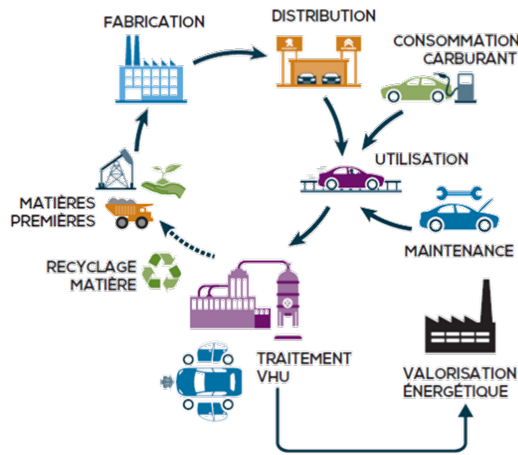 FABRICATION
DISTRIBUTION
CONSOMMATION
CARBURANT
UTILISATION
MATIÈRES
PREMIÈRES
MAINTENANCE
RECYCLAGE
MATIÈRE
TRAITEMENT
VHU
VALORISATION
ÉNERGÉTIQUE